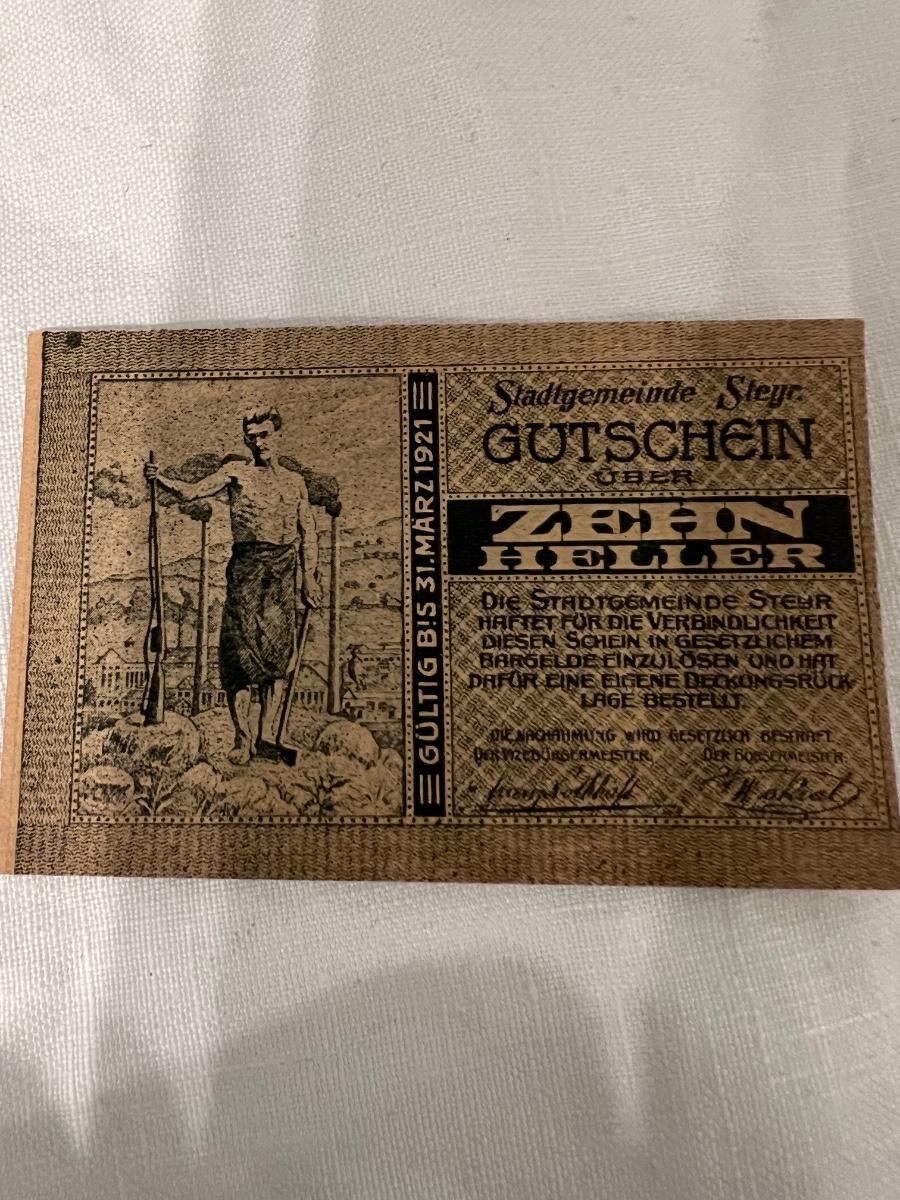 GÜLTIG BIS 31. MÄRZ 1921
Stadtgemeinde Steyr.
GUTSCHEIN
ÜBER
ZEHN
HELLER
DIE STADTGEMEINDE STEYR
HAFTET FÜR DIE VERBINDLICHKEIT
DIESEN SCHEIN IN GESETZLICHEM
BARGELDE EINZULÖSEN UND HAT
DAFÜR EINE EIGENE DECKUNGSRÜCK
LAGE BESTELLT.
DIE NACHAHMUNG WIRD GESETZLICH BESTRAFT.
DER VIZEBÜRGERMEISTER. DER BÜRGERMEISTER.